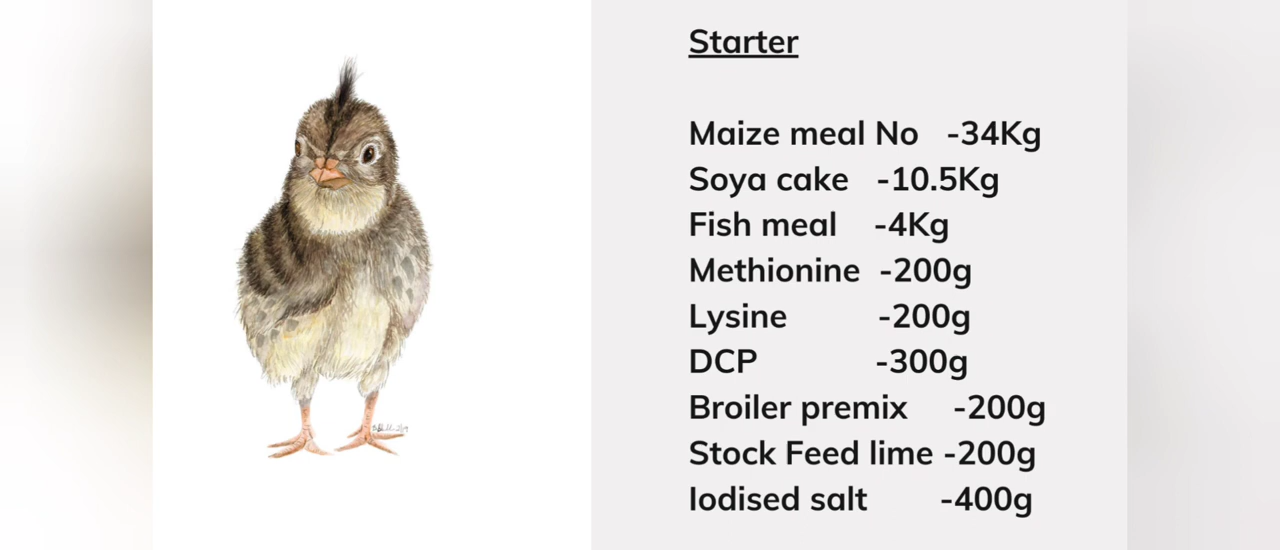 Starter
Maize meal No -34Kg
Soya cake -10.5Kg
Fish meal -4Kg
Methionine -200g
Lysine -200g
DCP -300g
Broiler premix -200g
Stock Feed lime -200g
Iodised salt -400g